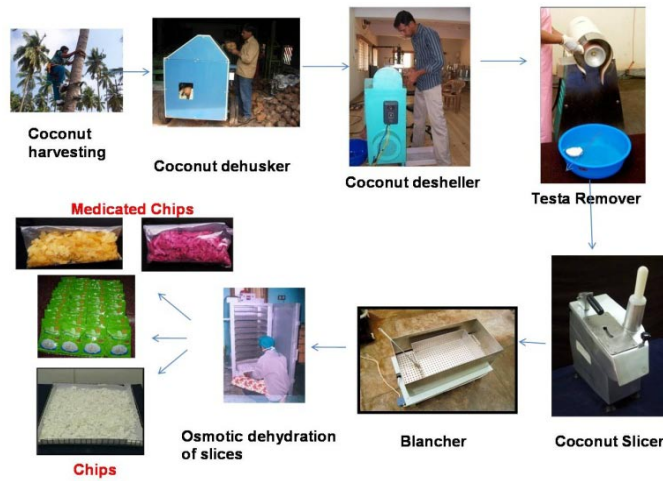 Coconut
harvesting
Coconut dehusker
Coconut desheller
Testa Remover
Medicated Chips
Osmotic dehydration
of slices
Blancher
Coconut Slicer
Chips